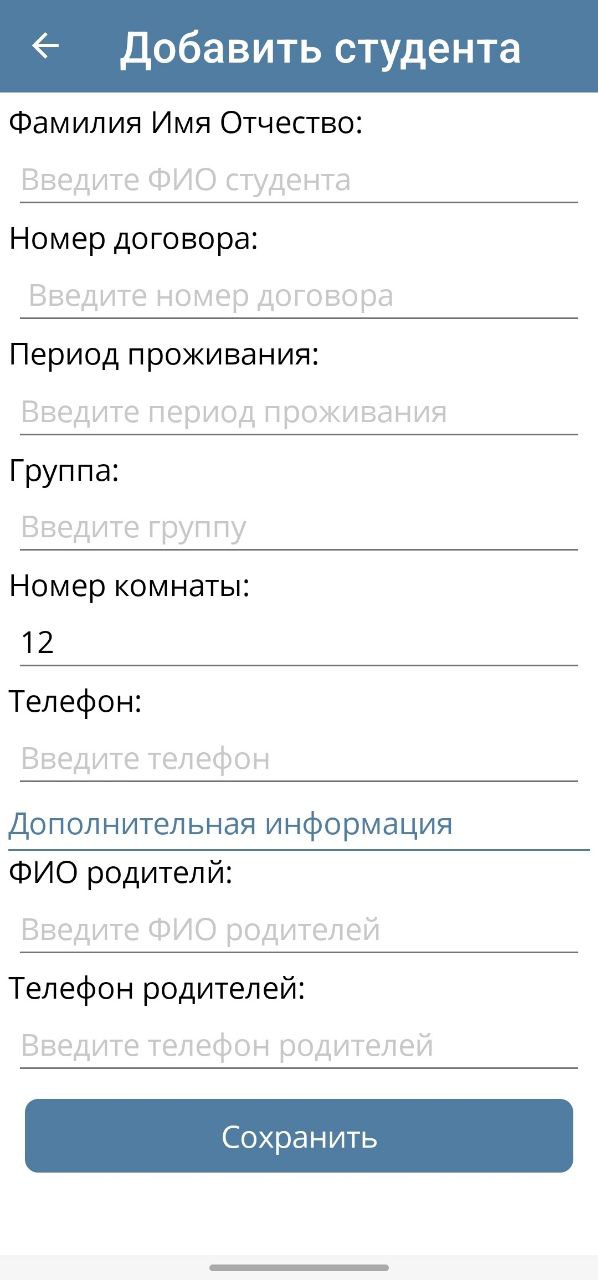 Добавить студента
Фамилия Имя Отчество:
Введите ФИО студента
Номер договора:
Введите номер договора
Период проживания:
Введите период проживания
Группа:
Введите группу
Номер комнаты:
12
Телефон:
Введите телефон
Дополнительная информация
ФИО родителй:
Введите ФИО родителей
Телефон родителей:
Введите телефон родителей
Сохранить